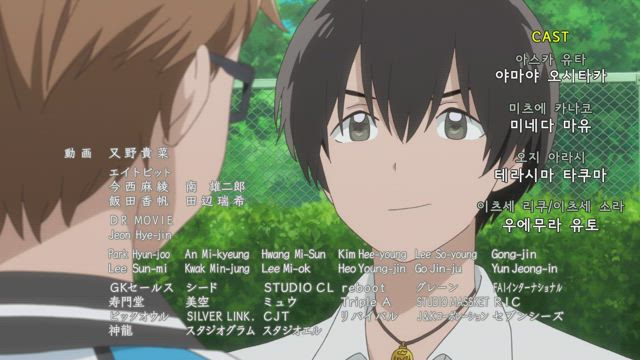 CAST
아스카 유타
야마야 오시타카
미츠에 카나코
미네다 마유
오지 아라시
테라시마 타쿠마
이츠세 리쿠/이츠세 소라
우에무라 유토
動画 又野貴菜
エイトビット
今西麻綾 南 雄二郎
飯田香帆 田辺瑞希
DR MOVIE
Jeon Hye-jin
Park Hyun-joo An Mi-kyeung Hwang Mi-Sun Kim Hee-young Lee So-young Gong-jin
Lee Sun-mi Kwak Min-jung Lee Mi-ok Heo Young-jin Go Jin-ju Yun Jeong-in
GKセールス シード STUDIO CL reboot グレーン FAIインターナショナル
寿門堂 美空 ミュウ Triple A STUDIO MASSKET RIC
ビックオウル SILVER LINK. CJT リバイバル J&Kコーポレーション セブンシーズ
神龍 スタジオグラム スタジオエル